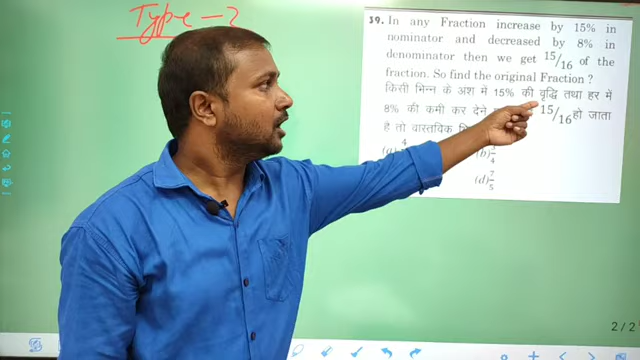 Type - 2
39. In any Fraction increase by 15% in
nominator and decreased by 8% in
denominator then we get 15/16 of the
fraction. So find the original Fraction ?
किसी भिन्न के अंश में 15% की वृद्धि तथा हर में
8% की कमी कर देने 15/16 हो जाता
है तो वास्तविक
(a) 4 (b) 4
(d) 7/5
2 / 2